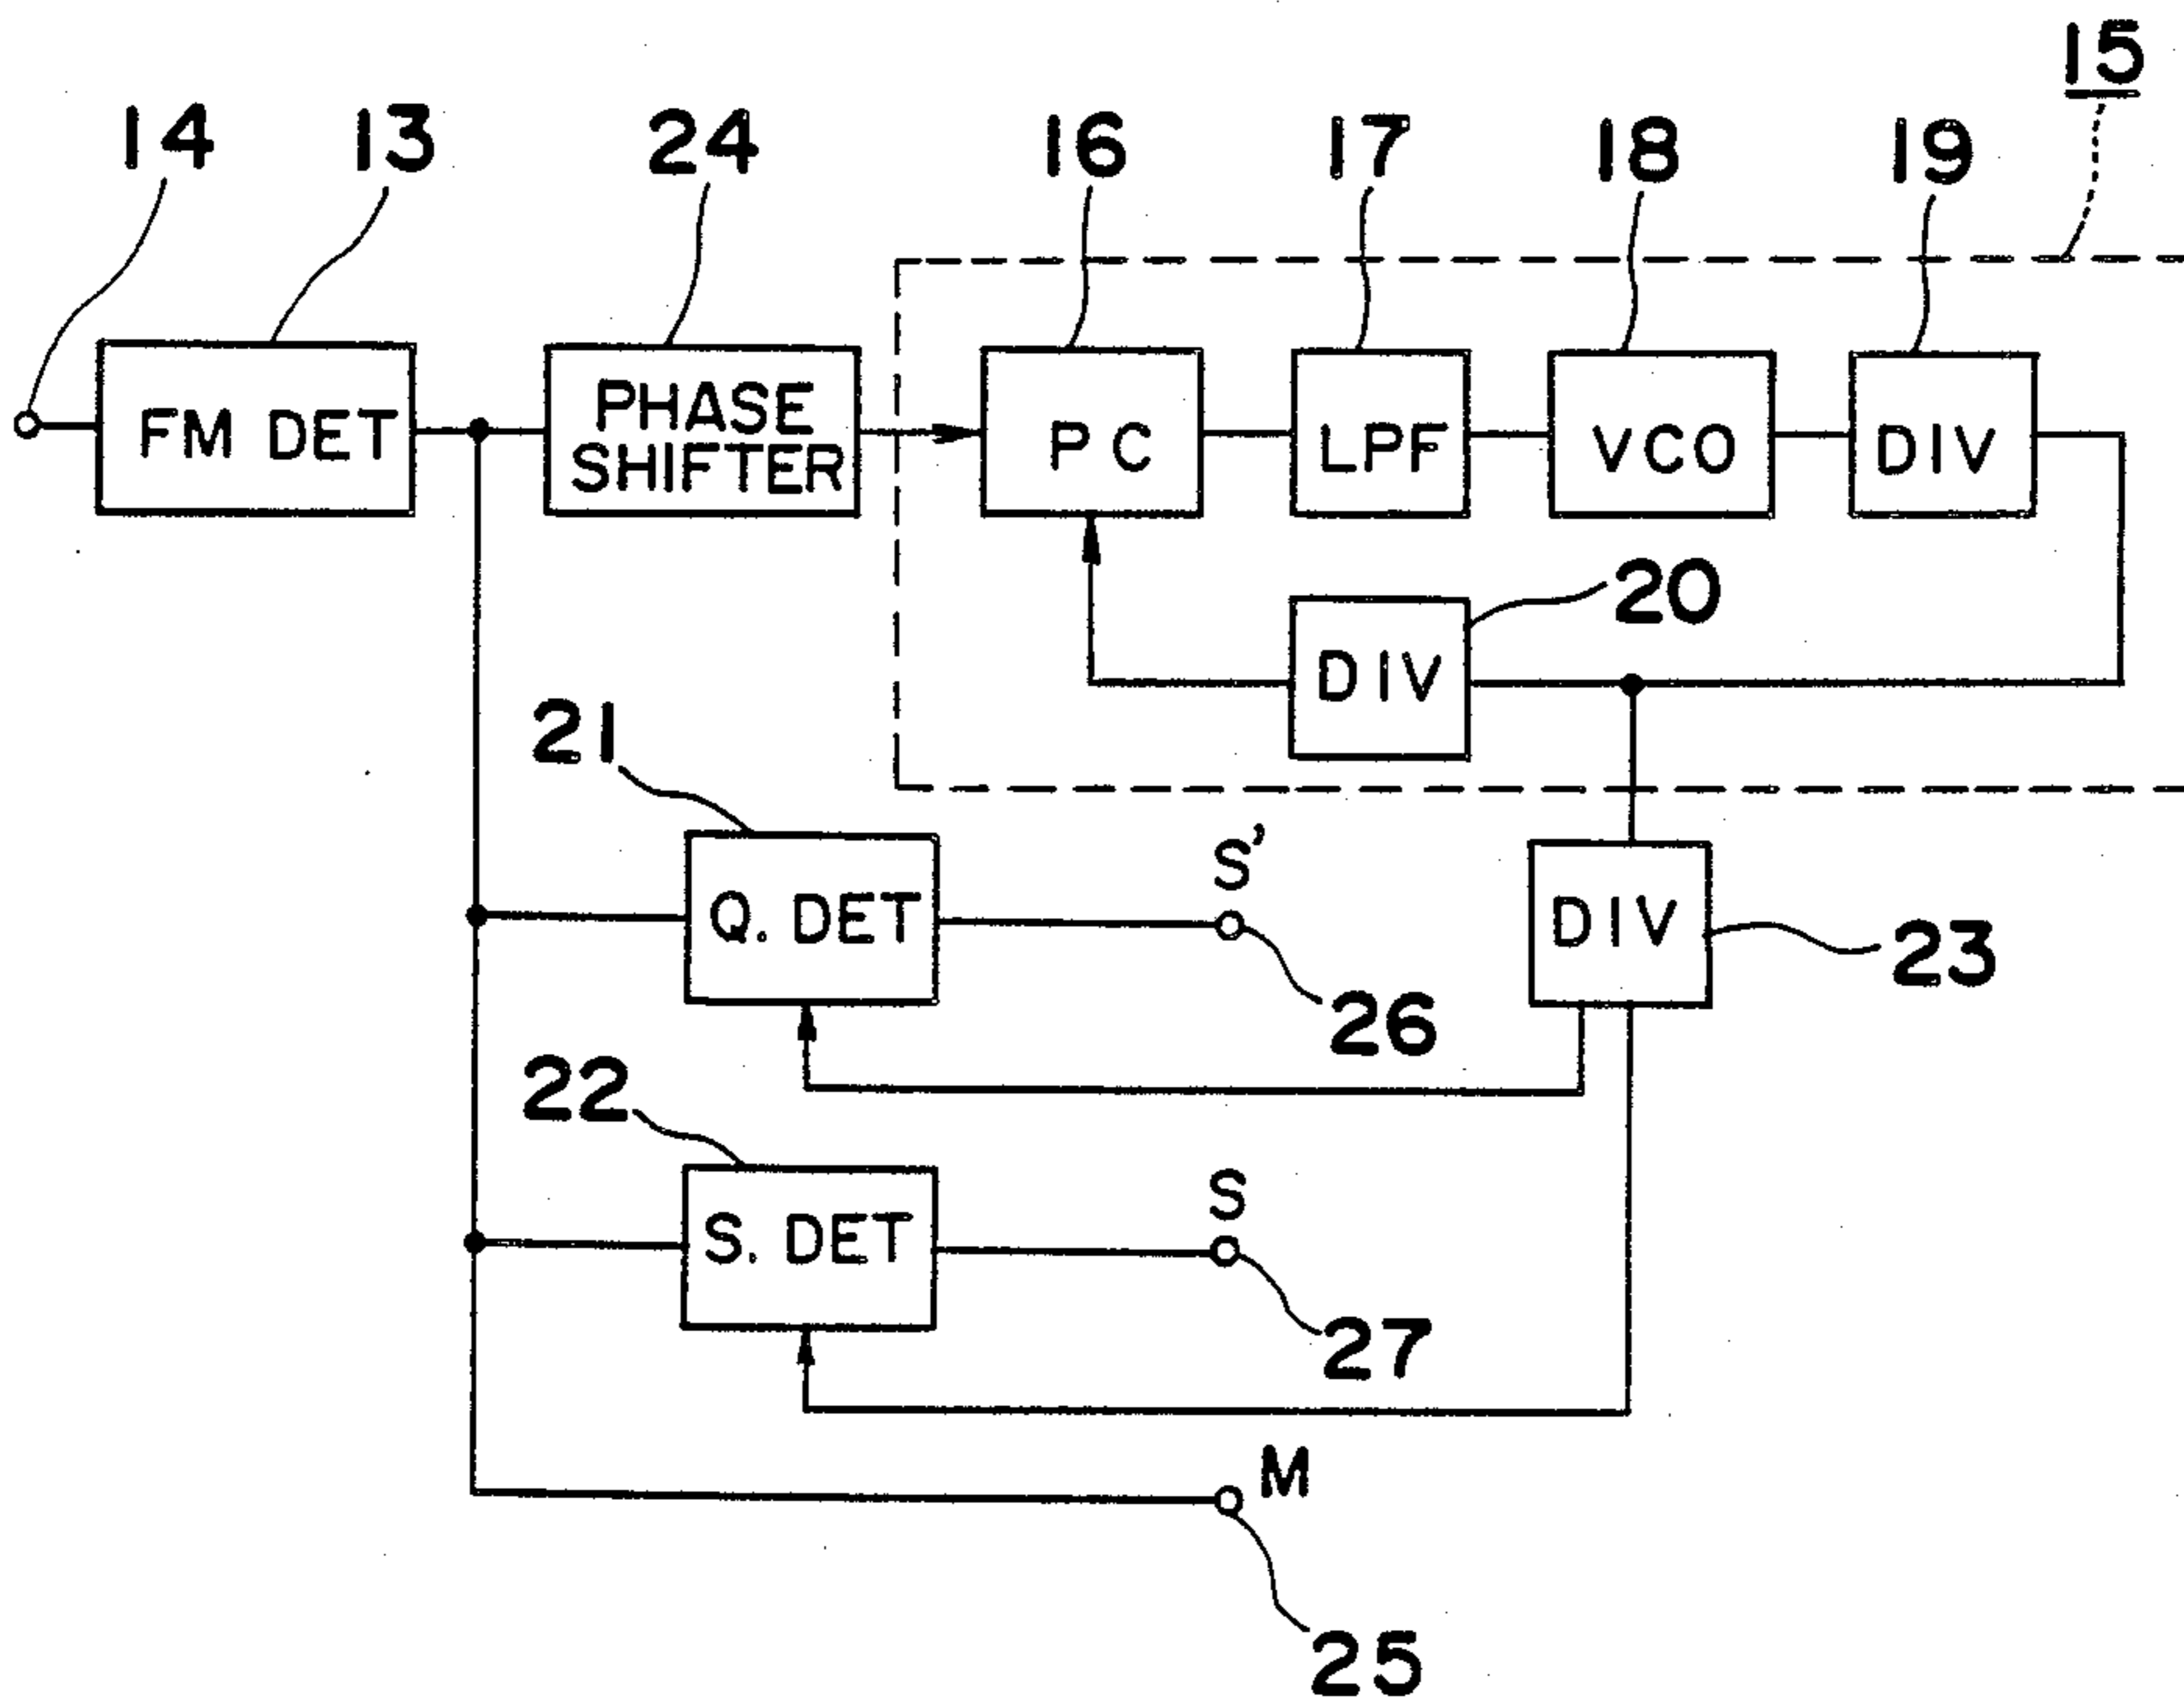 15
14
13
24
16
17
18
19
FM DET
PHASE
SHIFTER
PC
LPF
VCO
DIV
20
DIV
21
Q. DET
S'
26
DIV
23
22
S. DET
S
27
M
25